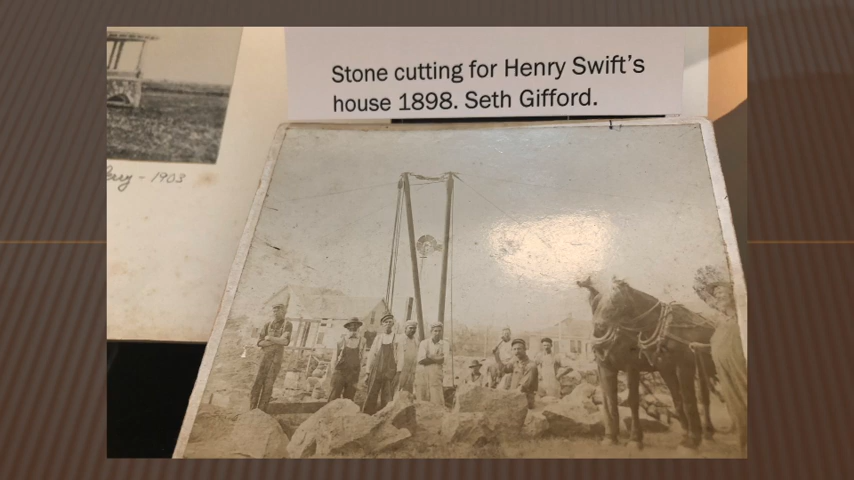 Stone cutting for Henry Swift's
house 1898. Seth Gifford.
- 1903